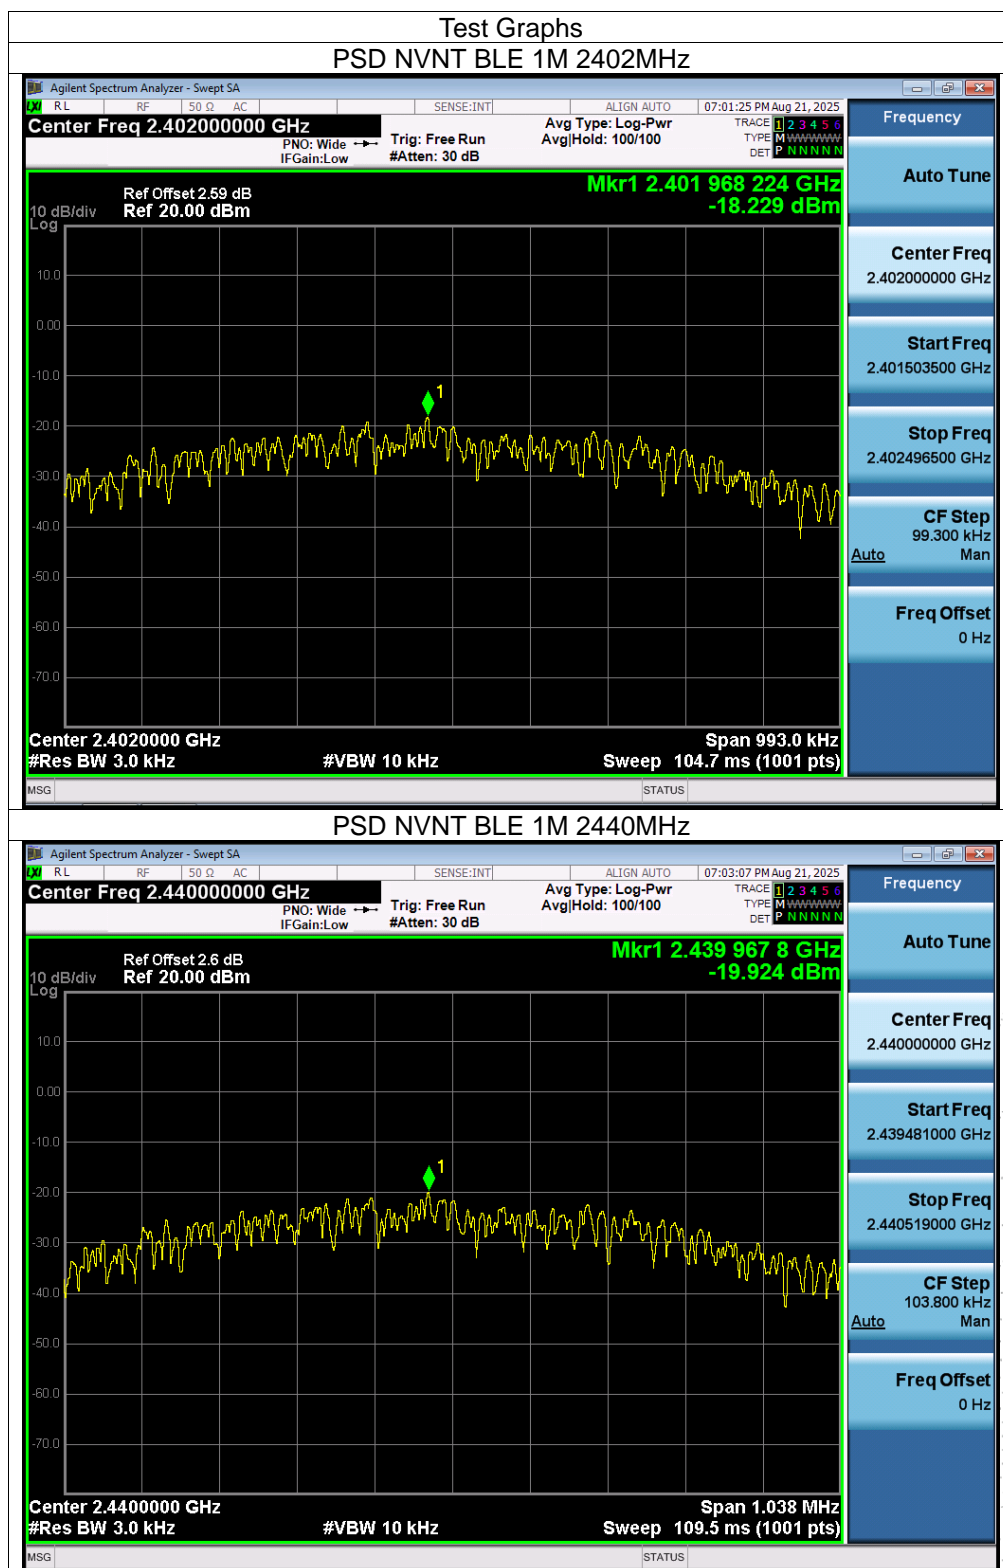 Test Graphs
PSD NVNT BLE 1M 2402MHz
Agilent Spectrum Analyzer - Swept SA
LXI RL RF 50 Ω AC SENSE:INT ALIGN AUTO 07:01:25 PM Aug 21, 2025
Center Freq 2.402000000 GHz
PNO: Wide
IFGain:Low
Trig: Free Run
#Atten: 30 dB
Avg Type: Log-Pwr
Avg|Hold: 100/100
TRACE 1 2 3 4 5 6
TYPE M W W W W W
DET P N N N N N
Frequency
Mkr1 2.401 968 224 GHz
-18.229 dBm
Ref Offset 2.59 dB
10 dB/div Ref 20.00 dBm
Log
10.0
0.00
-10.0
1
-20.0
-30.0
-40.0
-50.0
-60.0
-70.0
Auto Tune
Center Freq
2.402000000 GHz
Start Freq
2.401503500 GHz
Stop Freq
2.402496500 GHz
CF Step
99.300 kHz
Auto Man
Freq Offset
0 Hz
Center 2.4020000 GHz Span 993.0 kHz
#Res BW 3.0 kHz #VBW 10 kHz Sweep 104.7 ms (1001 pts)
MSG STATUS
PSD NVNT BLE 1M 2440MHz
Agilent Spectrum Analyzer - Swept SA
LXI RL RF 50 Ω AC SENSE:INT ALIGN AUTO 07:03:07 PM Aug 21, 2025
Center Freq 2.440000000 GHz
PNO: Wide
IFGain:Low
Trig: Free Run
#Atten: 30 dB
Avg Type: Log-Pwr
Avg|Hold: 100/100
TRACE 1 2 3 4 5 6
TYPE M W W W W W
DET P N N N N N
Frequency
Mkr1 2.439 967 8 GHz
-19.924 dBm
Ref Offset 2.6 dB
10 dB/div Ref 20.00 dBm
Log
10.0
0.00
-10.0
1
-20.0
-30.0
-40.0
-50.0
-60.0
-70.0
Auto Tune
Center Freq
2.440000000 GHz
Start Freq
2.439481000 GHz
Stop Freq
2.440519000 GHz
CF Step
103.800 kHz
Auto Man
Freq Offset
0 Hz
Center 2.4400000 GHz Span 1.038 MHz
#Res BW 3.0 kHz #VBW 10 kHz Sweep 109.5 ms (1001 pts)
MSG STATUS